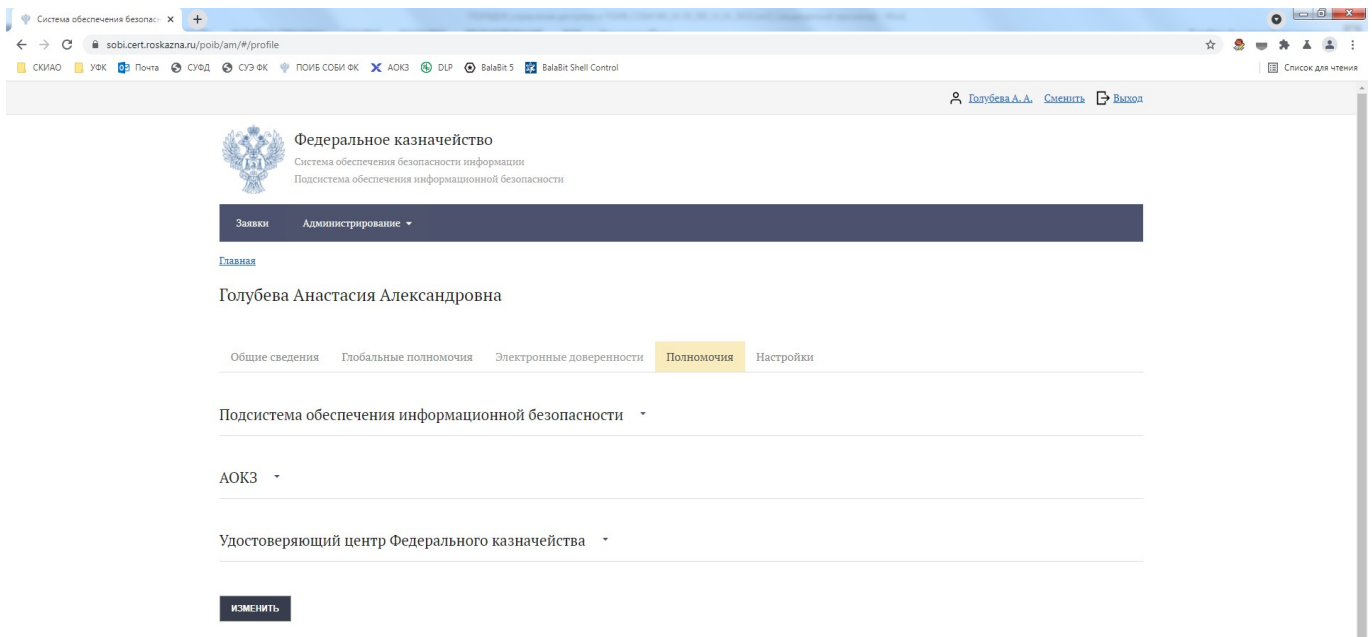 Система обеспечения безопасн
sobi.cert.roskazna.ru/poib/am/#/profile
СКИАО УФК Почта СУФД СУЭ ФК ПОИБ СОБИ ФК АОКЗ DLP BalaBit 5 BalaBit Shell Control Список для чтения
Голубева А. А. Сменить Выход
Федеральное казначейство
Система обеспечения безопасности информации
Подсистема обеспечения информационной безопасности
Заявки Администрирование
Главная
Голубева Анастасия Александровна
Общие сведения Глобальные полномочия Электронные доверенности Полномочия Настройки
Подсистема обеспечения информационной безопасности
АОКЗ
Удостоверяющий центр Федерального казначейства
ИЗМЕНИТЬ